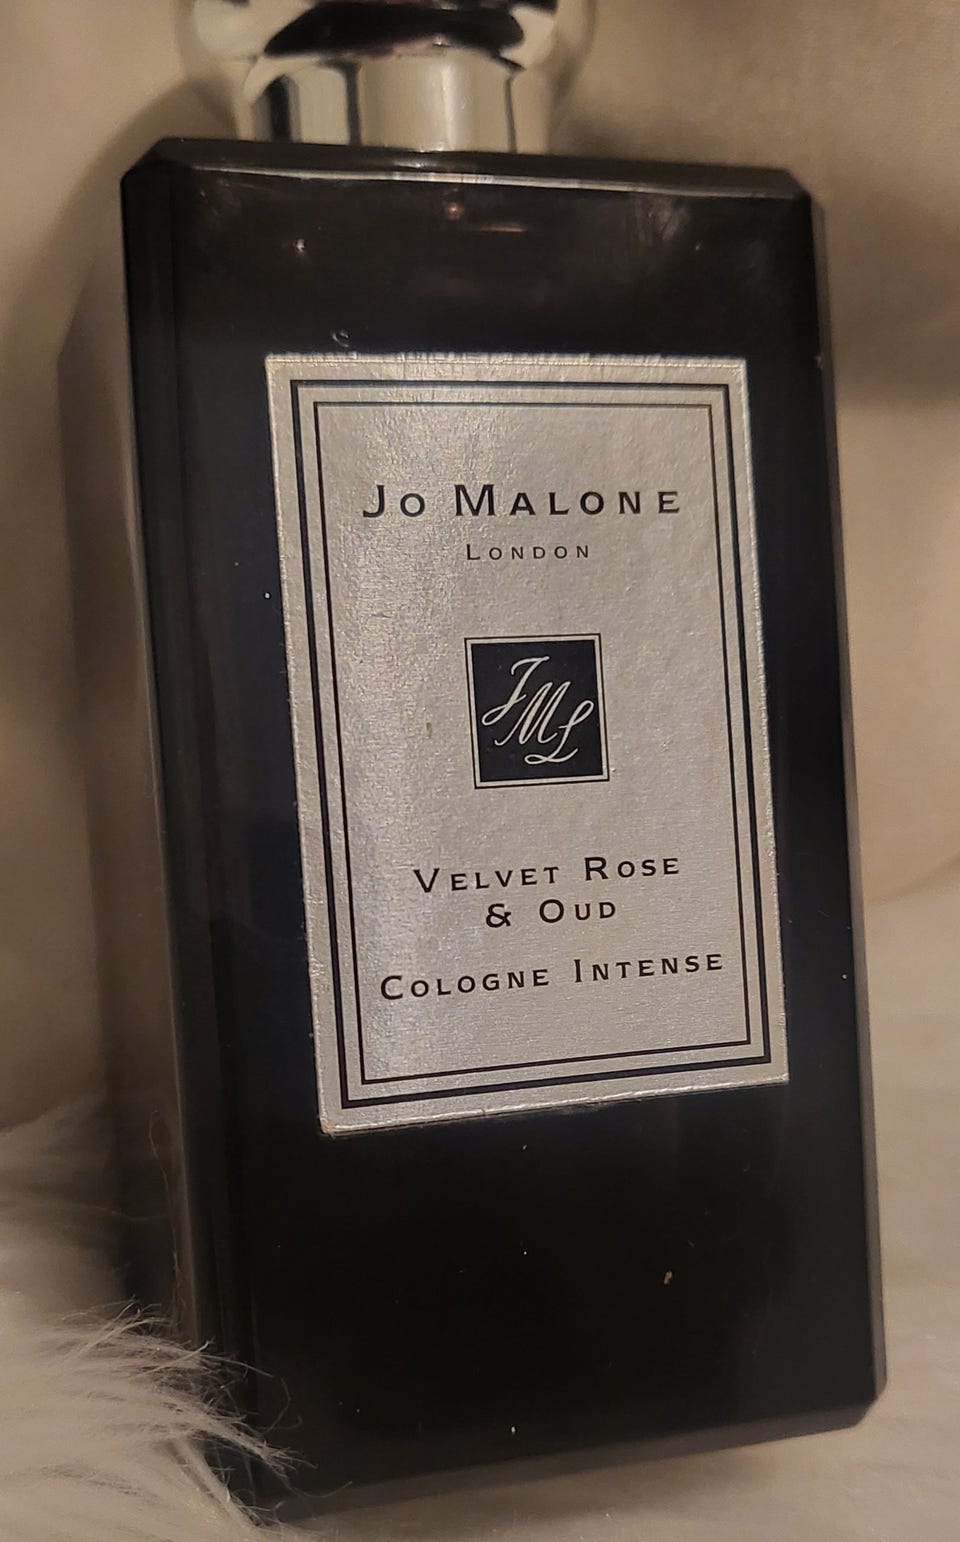 Jo Malone
London
JML
Velvet Rose
& Oud
Cologne Intense